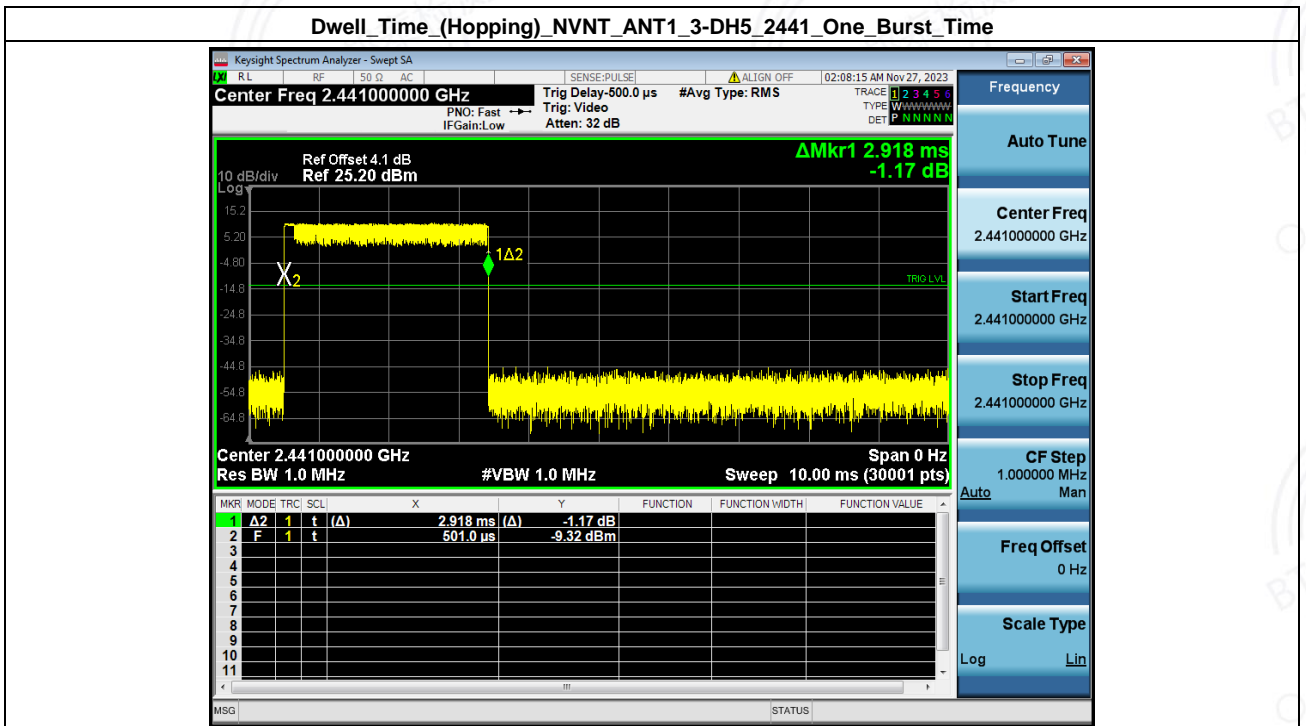 Dwell_Time_(Hopping)_NVNT_ANT1_3-DH5_2441_One_Burst_Time
Keysight Spectrum Analyzer - Swept SA
LXI RL RF 50 Ω AC SENSE:PULSE ALIGN OFF 02:08:15 AM Nov 27, 2023
Center Freq 2.441000000 GHz
PNO: Fast
IFGain:Low
Trig Delay-500.0 µs
Trig: Video
Atten: 32 dB
#Avg Type: RMS
TRACE 1 2 3 4 5 6
TYPE WWWWWW
DET P N N N N N
ΔMkr1 2.918 ms
-1.17 dB
Ref Offset 4.1 dB
10 dB/div Ref 25.20 dBm
Log
15.2
5.20
-4.80
-14.8
-24.8
-34.8
-44.8
-54.8
-64.8
1Δ2
X2
TRIG LVL
Center 2.441000000 GHz Span 0 Hz
Res BW 1.0 MHz #VBW 1.0 MHz Sweep 10.00 ms (30001 pts)
MKR MODE TRC SCL X Y FUNCTION FUNCTION WIDTH FUNCTION VALUE
1 Δ2 1 t (Δ) 2.918 ms (Δ) -1.17 dB
2 F 1 t 501.0 µs -9.32 dBm
3
4
5
6
7
8
9
10
11
MSG STATUS
Frequency
Auto Tune
Center Freq
2.441000000 GHz
Start Freq
2.441000000 GHz
Stop Freq
2.441000000 GHz
CF Step
1.000000 MHz
Auto Man
Freq Offset
0 Hz
Scale Type
Log Lin